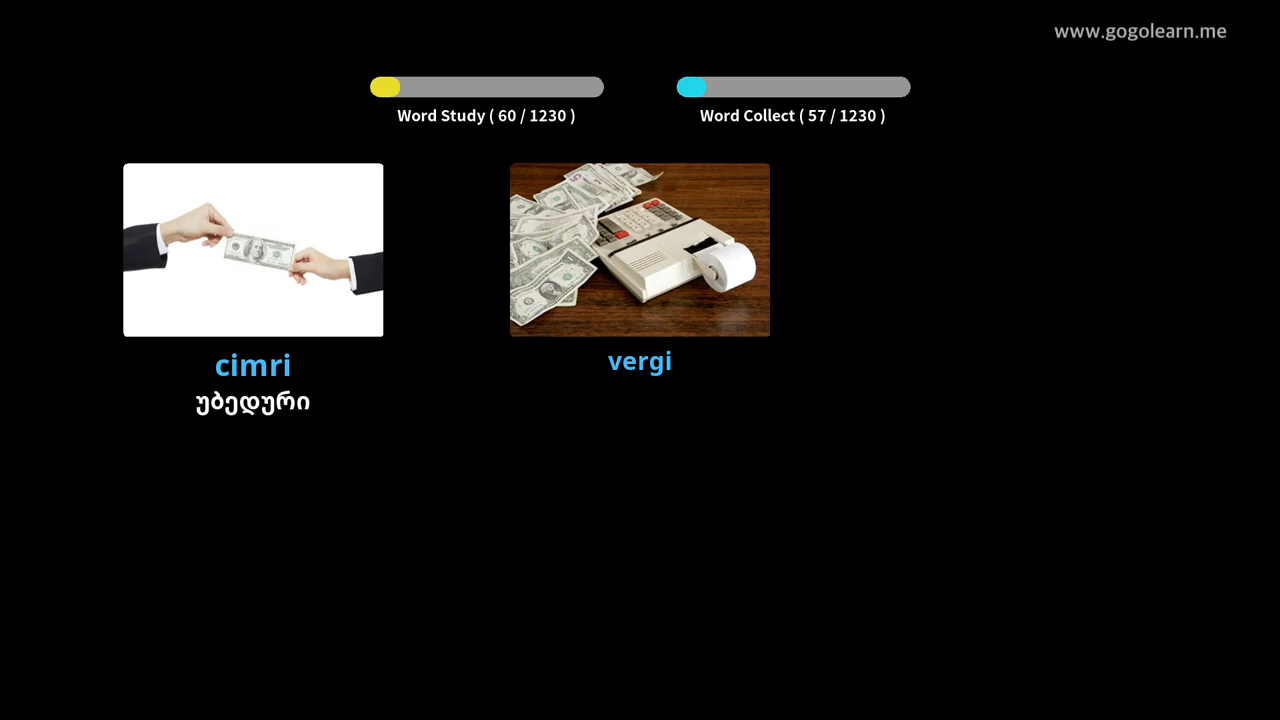 www.gogolearn.me
Word Study ( 60 / 1230 )
Word Collect ( 57 / 1230 )
cimri
უბედური
vergi